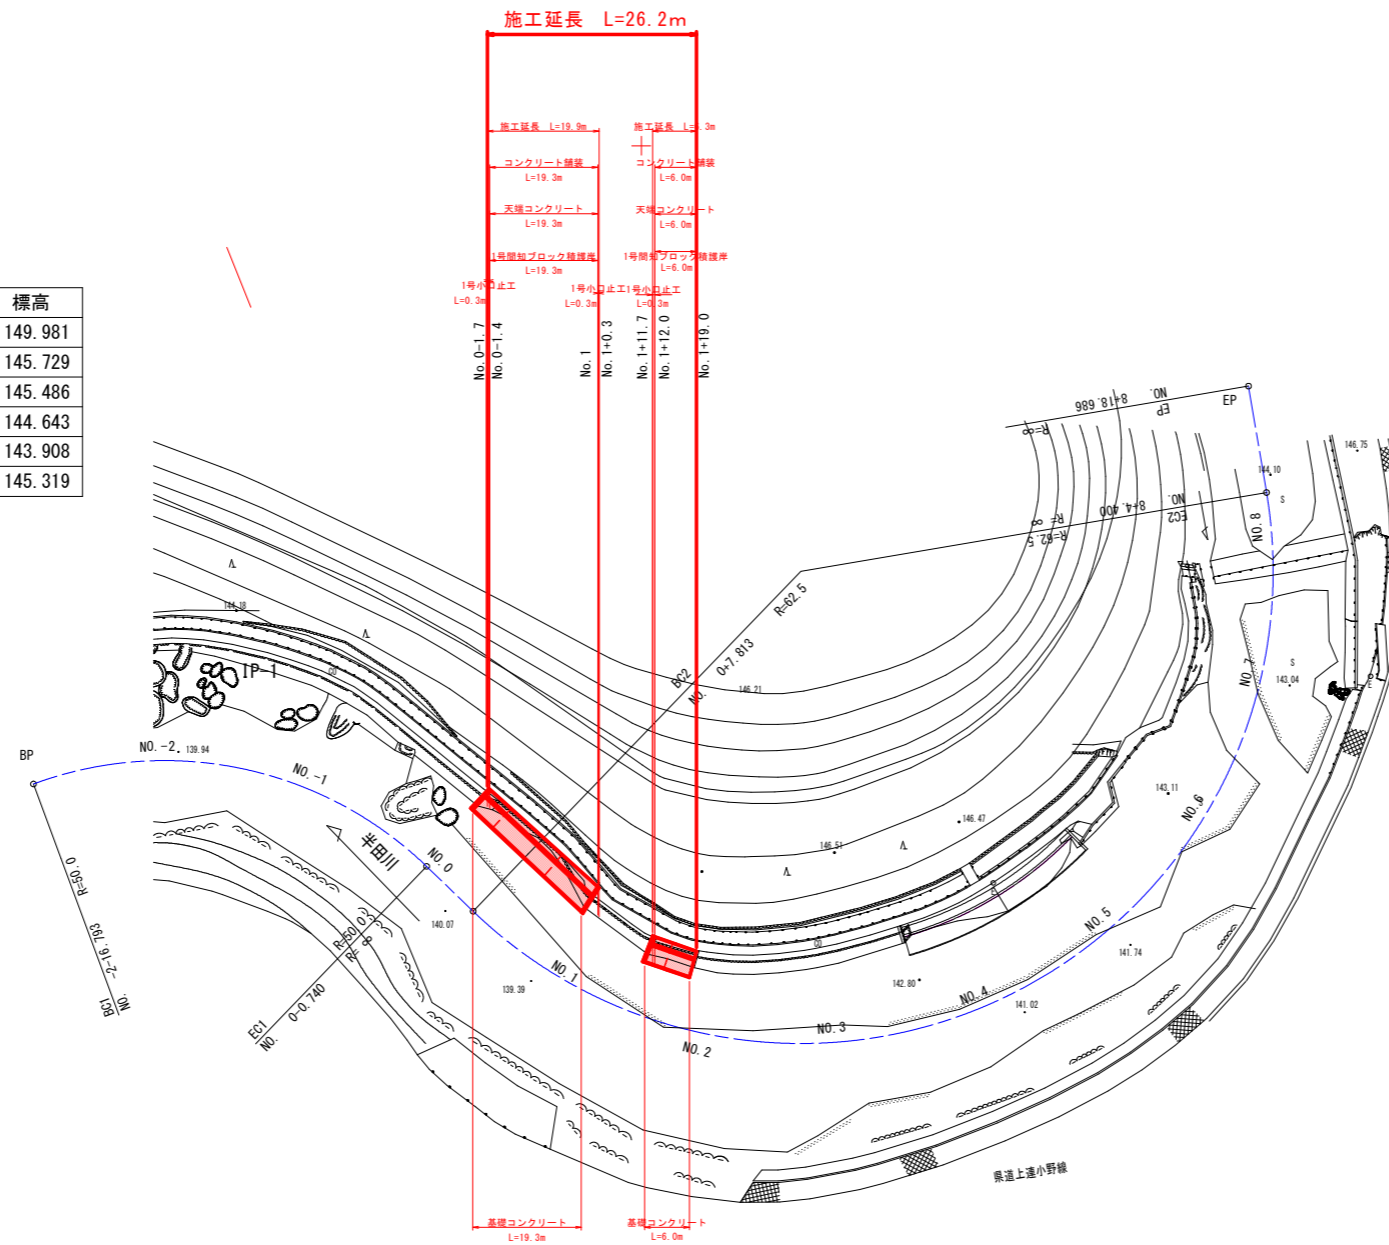 施工延長 L=26.2m
施工延長 L=19.9m
施工延長 L=6.3m
コンクリート舗装
L=19.3m
コンクリート舗装
L=6.0m
天端コンクリート
L=19.3m
天端コンクリート
L=6.0m
1号間知ブロック積護岸
L=19.3m
1号間知ブロック積護岸
L=6.0m
1号小口止工
L=0.3m
1号小口止工
L=0.3m
1号小口止工
L=0.3m
No.0-1.7
No.0-1.4
No.1
No.1+0.3
No.1+11.7
No.1+12.0
No.1+19.0
標高
149.981
145.729
145.486
144.643
143.908
145.319
EP
NO. 8+18.686
EP
R=∞
144.10
146.75
S
NO. 8+4.400
EC2
R=∞
R=62.5
NO.8
R=62.5
BC2
NO. 0+7.813
146.21
144.18
CO
IP-1
BP
NO.-2
139.94
NO.-1
NO.0
井田川
140.07
R=50.0
BC1
NO. -2-16.793
R=50.0
R=∞
EC1
NO. 0-0.740
139.39
NO.1
NO.2
NO.3
NO.4
NO.5
NO.6
NO.7
S
143.04
E
143.11
146.47
146.51
CO
142.80
141.02
141.74
県道上連小野線
基礎コンクリート
L=19.3m
基礎コンクリート
L=6.0m